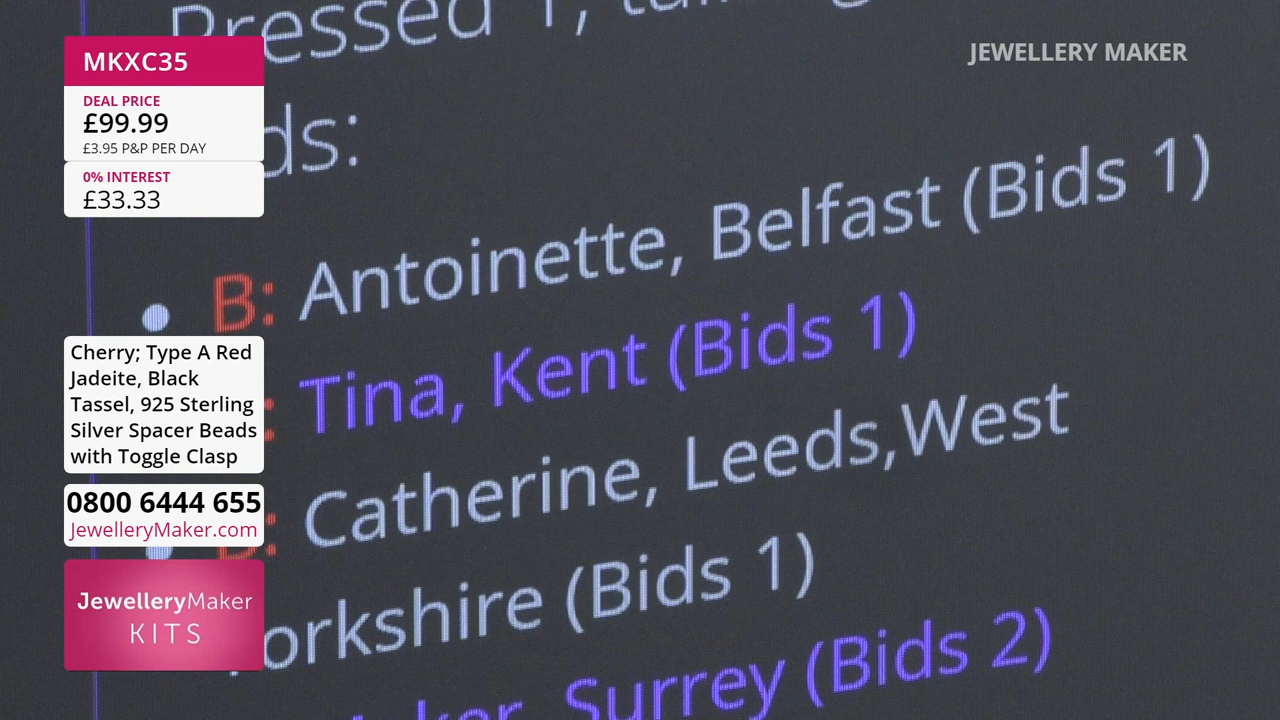 MKXC35
DEAL PRICE
£99.99
£3.95 P&P PER DAY
0% INTEREST
£33.33
Cherry; Type A Red
Jadeite, Black
Tassel, 925 Sterling
Silver Spacer Beads
with Toggle Clasp
0800 6444 655
JewelleryMaker.com
JewelleryMaker
KITS
JEWELLERY MAKER
Pressed 1,
ds:
B: Antoinette, Belfast (Bids 1)
: Tina, Kent (Bids 1)
B: Catherine, Leeds,West
orkshire (Bids 1)
Surrey (Bids 2)